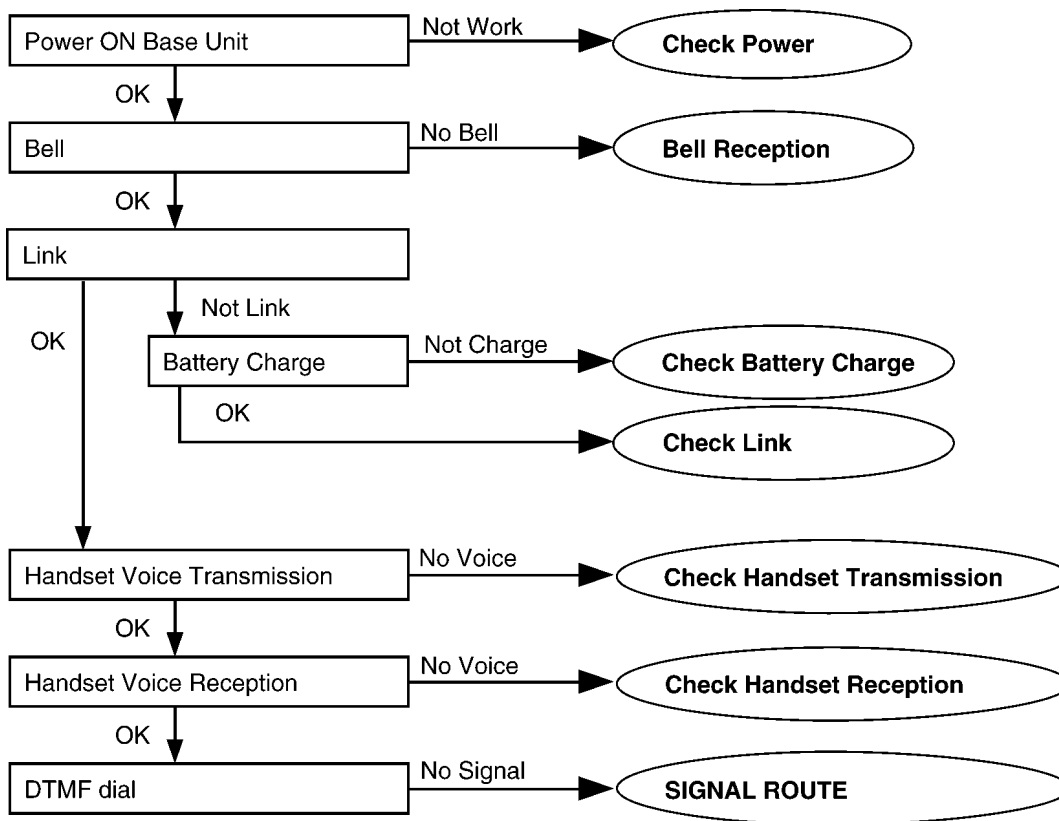 Power ON Base Unit
Not Work
Check Power
OK
Bell
No Bell
Bell Reception
OK
Link
Not Link
OK
Battery Charge
Not Charge
Check Battery Charge
OK
Check Link
Handset Voice Transmission
No Voice
Check Handset Transmission
OK
Handset Voice Reception
No Voice
Check Handset Reception
OK
DTMF dial
No Signal
SIGNAL ROUTE